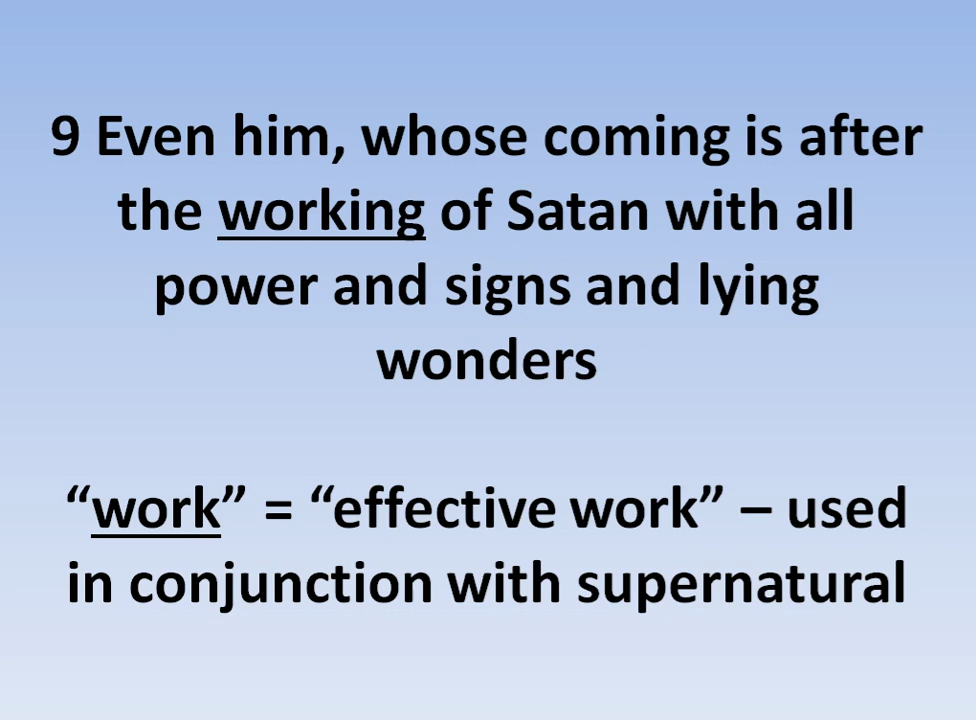 9 Even him, whose coming is after
the working of Satan with all
power and signs and lying
wonders
“work” = “effective work” – used
in conjunction with supernatural